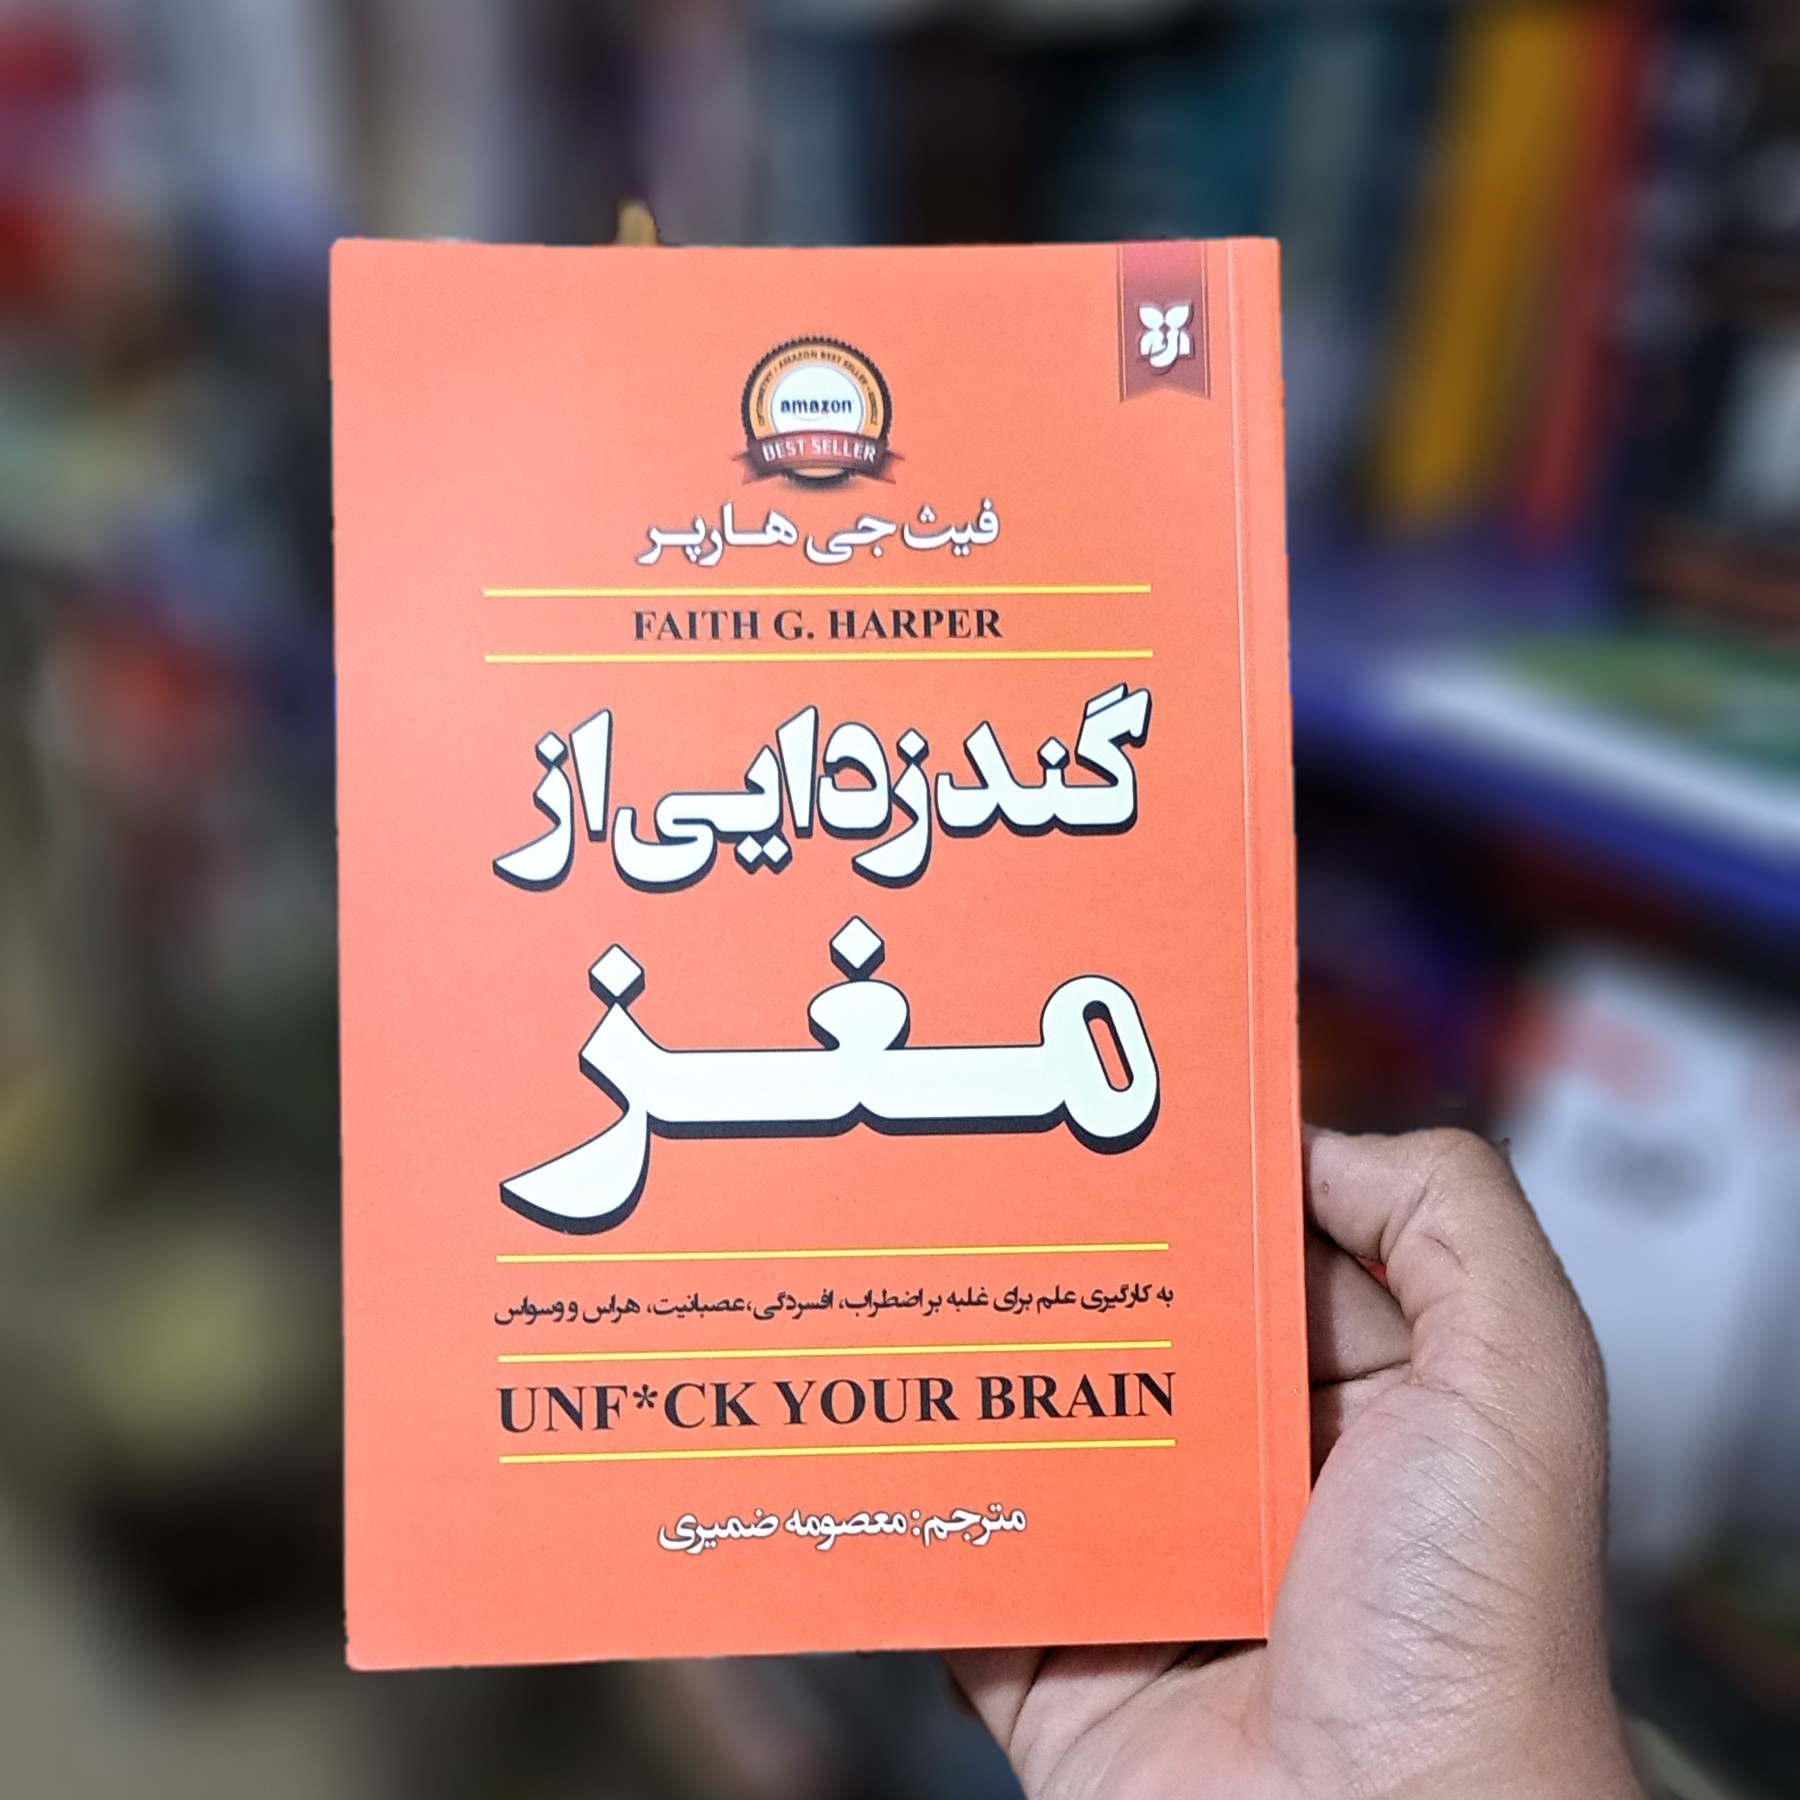 amazon
BEST SELLER
فیث جی هارپر
FAITH G. HARPER
گندزدایی از
مغز
به کارگیری علم برای غلبه بر اضطراب، افسردگی، عصبانیت، هراس و وسواس
UNF*CK YOUR BRAIN
مترجم: معصومه ضمیری